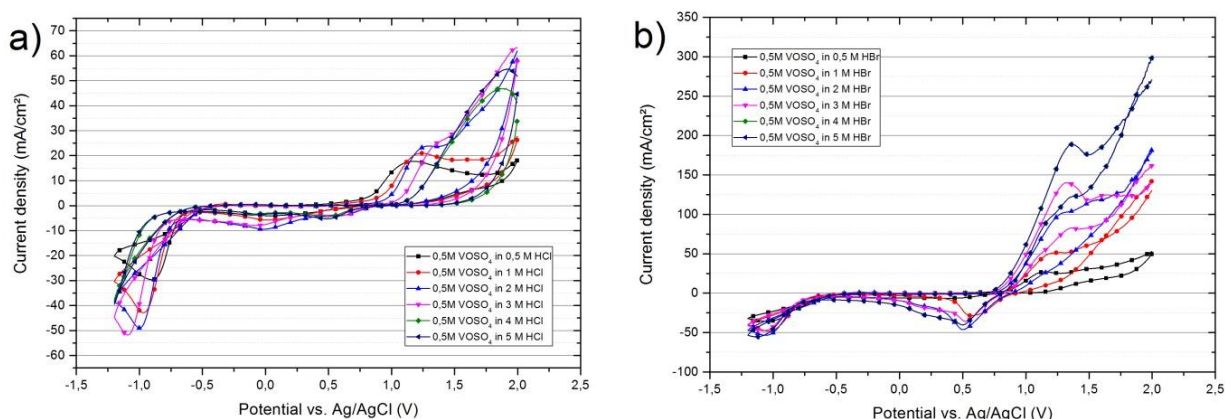 a)
Current density (mA/cm²)
70
60
50
40
30
20
10
0
-10
-20
-30
-40
-50
-60
0,5M VOSO₄ in 0,5 M HCl
0,5M VOSO₄ in 1 M HCl
0,5M VOSO₄ in 2 M HCl
0,5M VOSO₄ in 3 M HCl
0,5M VOSO₄ in 4 M HCl
0,5M VOSO₄ in 5 M HCl
-1,5 -1,0 -0,5 0,0 0,5 1,0 1,5 2,0 2,5
Potential vs. Ag/AgCl (V)
b)
Current density (mA/cm²)
350
300
250
200
150
100
50
0
-50
-100
0,5M VOSO₄ in 0,5 M HBr
0,5M VOSO₄ in 1 M HBr
0,5M VOSO₄ in 2 M HBr
0,5M VOSO₄ in 3 M HBr
0,5M VOSO₄ in 4 M HBr
0,5M VOSO₄ in 5 M HBr
-1,5 -1,0 -0,5 0,0 0,5 1,0 1,5 2,0 2,5
Potential vs. Ag/AgCl (V)